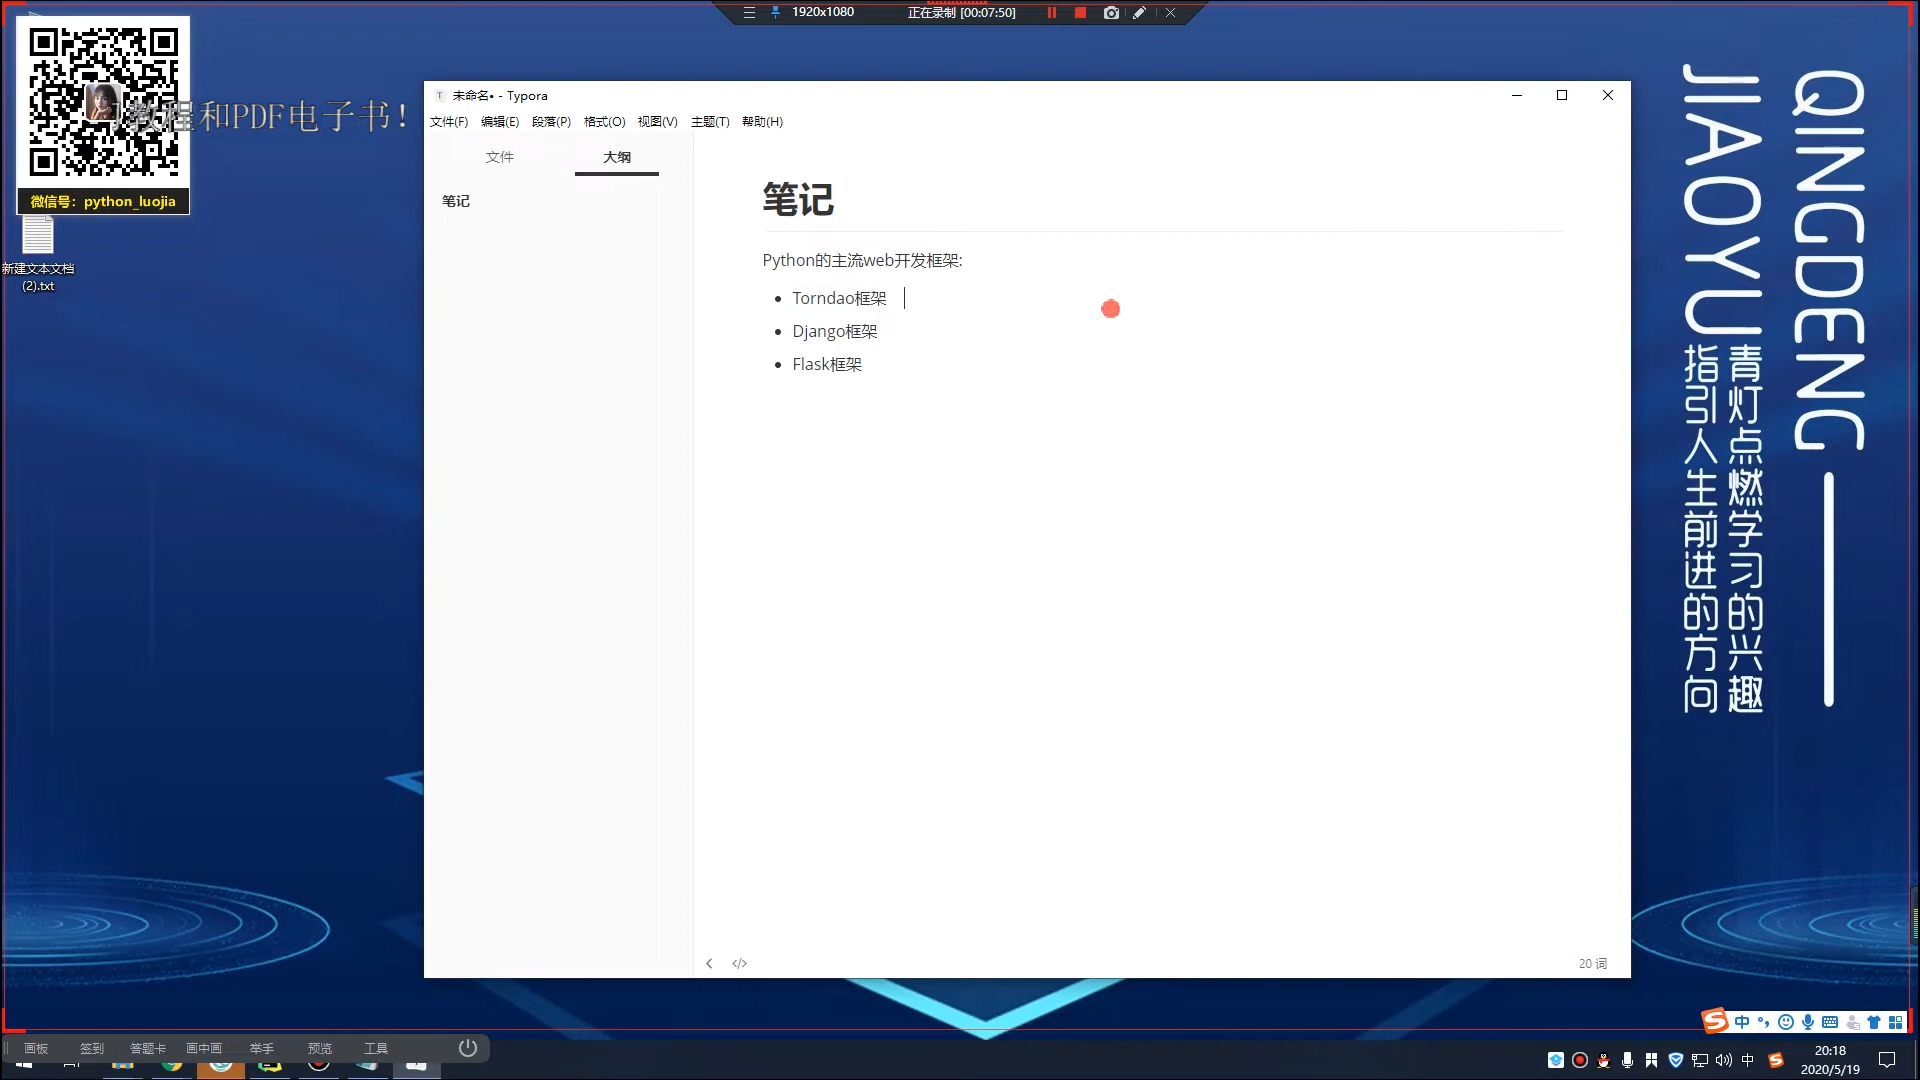 1920x1080
正在录制 [00:07:50]
教程和PDF电子书！
微信号：python_luojia
新建文本文档
(2).txt
未命名• - Typora
文件(F) 编辑(E) 段落(P) 格式(O) 视图(V) 主题(T) 帮助(H)
文件 大纲
笔记
笔记
Python的主流web开发框架:
Torndao框架
Django框架
Flask框架
</>
20 词
QINGDENG
JIAOYU
青灯点燃学习的兴趣
指引人生前进的方向
中
画板 签到 答题卡 画中画 举手 预览 工具
中
20:18
2020/5/19